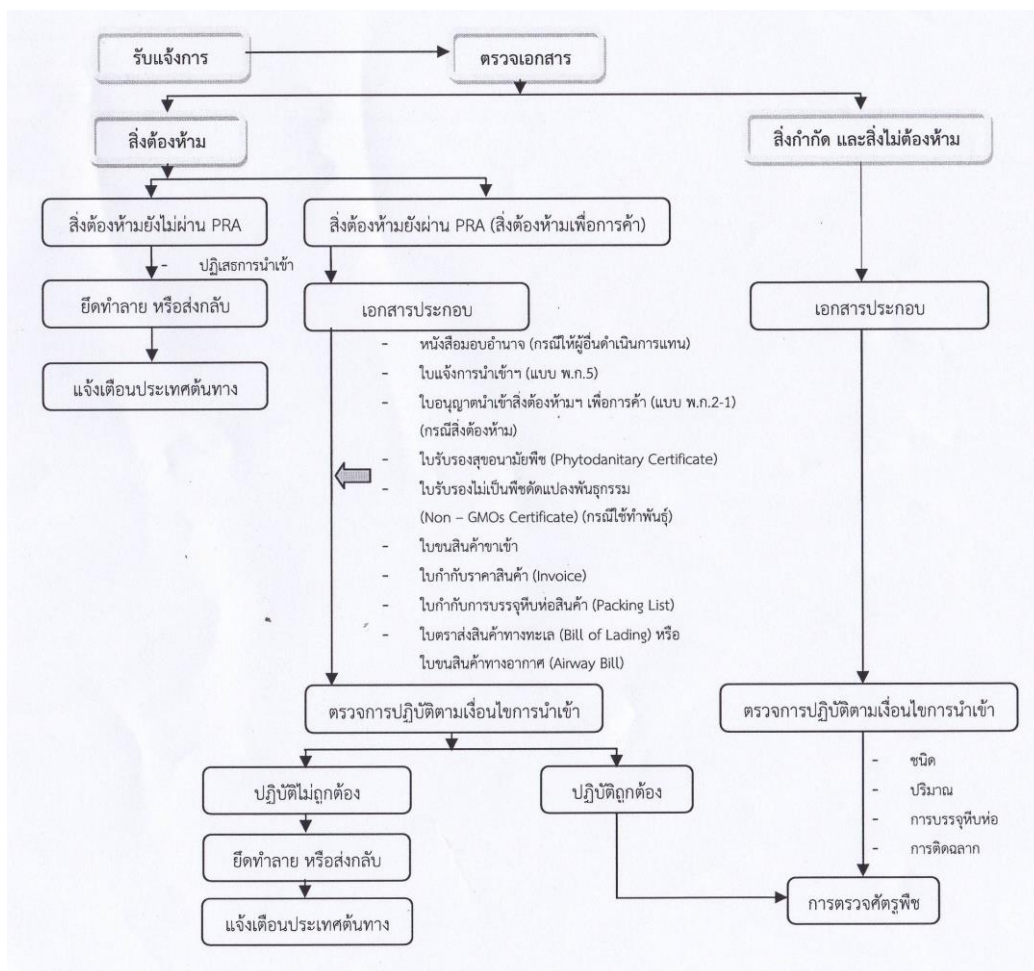 รับแจ้งการ
ตรวจเอกสาร
สิ่งต้องห้าม
สิ่งกำกัด และสิ่งไม่ต้องห้าม
สิ่งต้องห้ามยังไม่ผ่าน PRA
สิ่งต้องห้ามยังผ่าน PRA (สิ่งต้องห้ามเพื่อการค้า)
- ปฏิเสธการนำเข้า
ยึดทำลาย หรือส่งกลับ
เอกสารประกอบ
เอกสารประกอบ
แจ้งเตือนประเทศต้นทาง
- หนังสือมอบอำนาจ (กรณีให้ผู้อื่นดำเนินการแทน)
- ใบแจ้งการนำเข้าฯ (แบบ พ.ก.5)
- ใบอนุญาตนำเข้าสิ่งต้องห้ามฯ เพื่อการค้า (แบบ พ.ก.2-1)
(กรณีสิ่งต้องห้าม)
- ใบรับรองสุขอนามัยพืช (Phytodanitary Certificate)
- ใบรับรองไม่เป็นพืชดัดแปลงพันธุกรรม
(Non – GMOs Certificate) (กรณีใช้ทำพันธุ์)
- ใบขนสินค้าขาเข้า
- ใบกำกับราคาสินค้า (Invoice)
- ใบกำกับการบรรจุหีบห่อสินค้า (Packing List)
- ใบตราส่งสินค้าทางทะเล (Bill of Lading) หรือ
ใบขนสินค้าทางอากาศ (Airway Bill)
ตรวจการปฏิบัติตามเงื่อนไขการนำเข้า
ตรวจการปฏิบัติตามเงื่อนไขการนำเข้า
- ชนิด
- ปริมาณ
- การบรรจุหีบห่อ
- การติดฉลาก
ปฏิบัติไม่ถูกต้อง
ปฏิบัติถูกต้อง
ยึดทำลาย หรือส่งกลับ
การตรวจศัตรูพืช
แจ้งเตือนประเทศต้นทาง